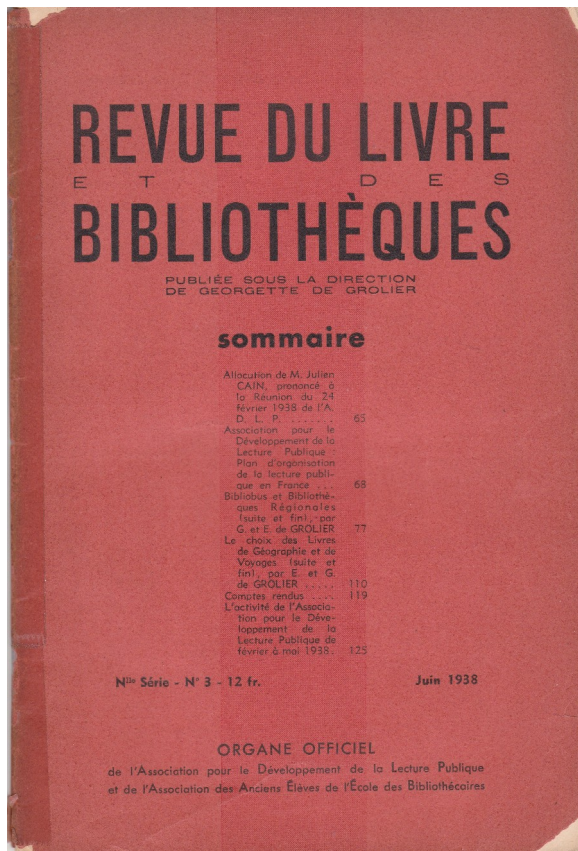 REVUE DU LIVRE
ET DES
BIBLIOTHÈQUES
PUBLIÉE SOUS LA DIRECTION
DE GEORGETTE DE GROLIER
sommaire
Allocution de M. Julien
CAIN, prononcé à
la Réunion du 24
février 1938 de l'A.
D. L. P. ....... 65
Association pour le
Développement de la
Lecture Publique :
Plan d'organisation
de la lecture publi-
que en France ... 68
Bibliobus et Bibliothè-
ques Régionales
(suite et fin), par
G. et E. de GROLIER 77
Le choix des Livres
de Géographie et de
Voyages (suite et
fin), par E. et G.
de GROLIER ..... 110
Comptes rendus .... 119
L'activité de l'Associa-
tion pour le Déve-
loppement de la
Lecture Publique de
février à mai 1938. 125
Nlle Série - N° 3 - 12 fr. Juin 1938
ORGANE OFFICIEL
de l'Association pour le Développement de la Lecture Publique
et de l'Association des Anciens Élèves de l'École des Bibliothécaires